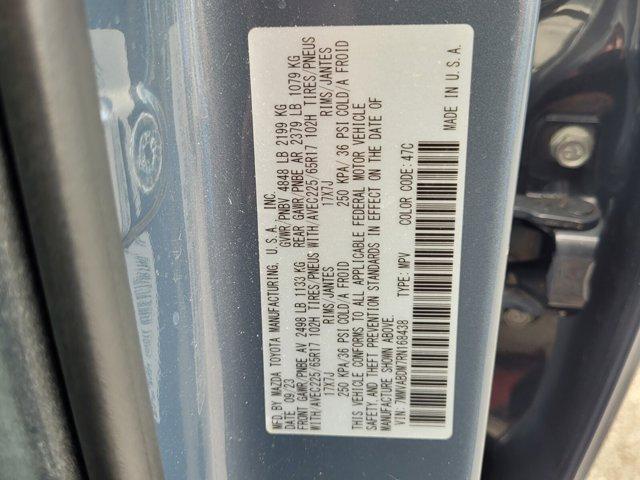 MFD. BY MAZDA TOYOTA MANUFACTURING, U.S.A., INC.
DATE: 09/23 GVWR/PNBV 4848 LB 2199 KG
FRONT GAWR/PNBE AV 2498 LB 1133 KG REAR GAWR/PNBE AR 2379 LB 1079 KG
WITH/AVEC225/65R17 102H TIRES/PNEUS WITH/AVEC225/65R17 102H TIRES/PNEUS
17X7J RIMS/JANTES 17X7J RIMS/JANTES
250 KPA/36 PSI COLD/A FROID 250 KPA/36 PSI COLD/A FROID
THIS VEHICLE CONFORMS TO ALL APPLICABLE FEDERAL MOTOR VEHICLE
SAFETY AND THEFT PREVENTION STANDARDS IN EFFECT ON THE DATE OF
MANUFACTURE SHOWN ABOVE.
VIN: 7MMVABDM7RN168438 TYPE: MPV COLOR CODE: 47C
MADE IN U.S.A.